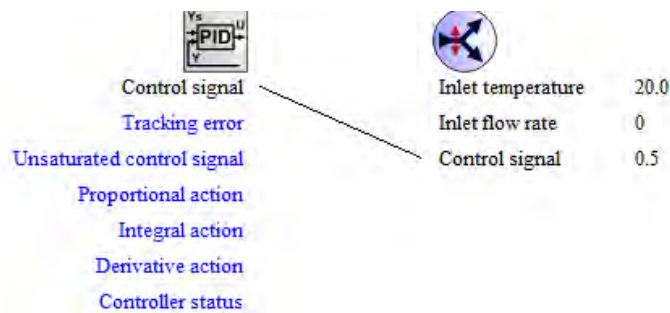 Ys
U
PID
Y
Control signal
Tracking error
Unsaturated control signal
Proportional action
Integral action
Derivative action
Controller status
Inlet temperature 20.0
Inlet flow rate 0
Control signal 0.5